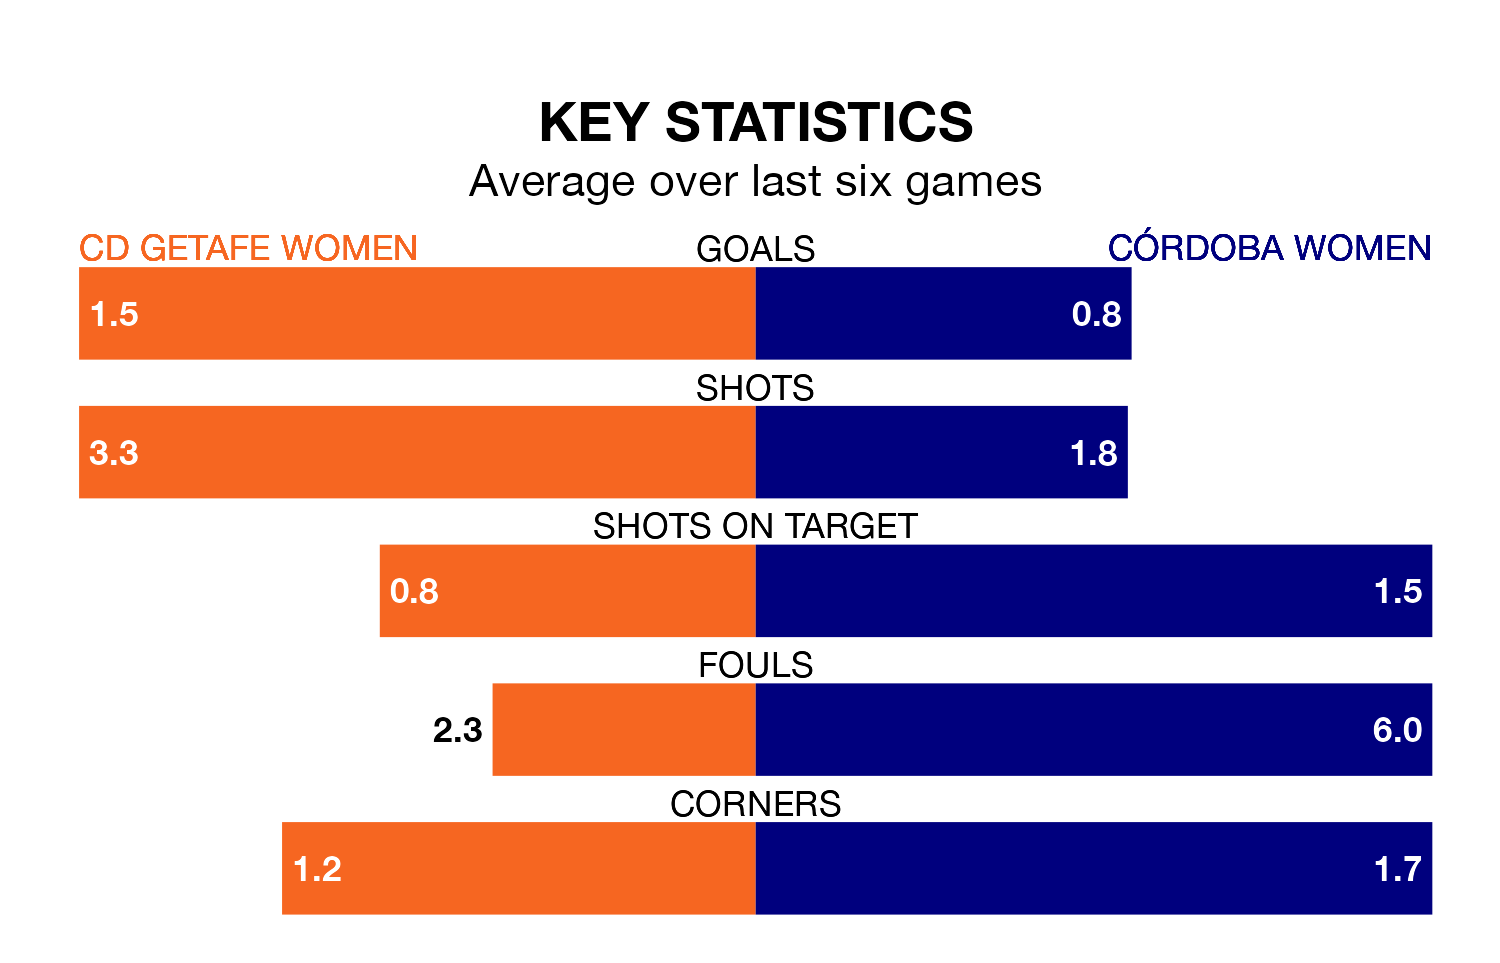 KEY STATISTICS
Average over last six games
CD GETAFE WOMEN GOALS CÓRDOBA WOMEN
1.5 0.8
SHOTS
3.3 1.8
SHOTS ON TARGET
0.8 1.5
FOULS
2.3 6.0
CORNERS
1.2 1.7